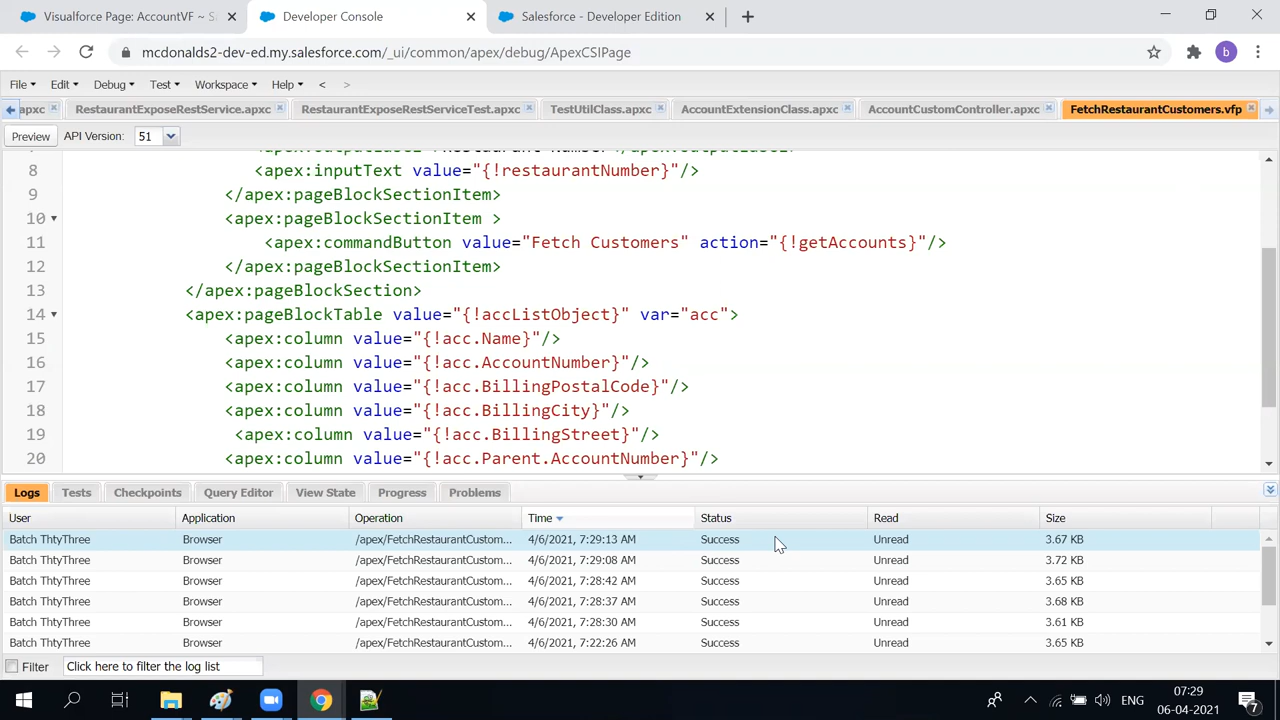 Visualforce Page: AccountVF ~ S
Developer Console
Salesforce - Developer Edition
mcdonalds2-dev-ed.my.salesforce.com/_ui/common/apex/debug/ApexCSIPage
b
File Edit Debug Test Workspace Help < >
apxc RestaurantExposeRestService.apxc RestaurantExposeRestServiceTest.apxc TestUtilClass.apxc AccountExtensionClass.apxc AccountCustomController.apxc FetchRestaurantCustomers.vfp
Preview API Version: 51
8 <apex:inputText value="{!restaurantNumber}"/>
9 </apex:pageBlockSectionItem>
10 <apex:pageBlockSectionItem >
11 <apex:commandButton value="Fetch Customers" action="{!getAccounts}"/>
12 </apex:pageBlockSectionItem>
13 </apex:pageBlockSection>
14 <apex:pageBlockTable value="{!accListObject}" var="acc">
15 <apex:column value="{!acc.Name}"/>
16 <apex:column value="{!acc.AccountNumber}"/>
17 <apex:column value="{!acc.BillingPostalCode}"/>
18 <apex:column value="{!acc.BillingCity}"/>
19 <apex:column value="{!acc.BillingStreet}"/>
20 <apex:column value="{!acc.Parent.AccountNumber}"/>
Logs Tests Checkpoints Query Editor View State Progress Problems
User Application Operation Time Status Read Size
Batch ThtyThree Browser /apex/FetchRestaurantCustom... 4/6/2021, 7:29:13 AM Success Unread 3.67 KB
Batch ThtyThree Browser /apex/FetchRestaurantCustom... 4/6/2021, 7:29:08 AM Success Unread 3.72 KB
Batch ThtyThree Browser /apex/FetchRestaurantCustom... 4/6/2021, 7:28:42 AM Success Unread 3.65 KB
Batch ThtyThree Browser /apex/FetchRestaurantCustom... 4/6/2021, 7:28:37 AM Success Unread 3.68 KB
Batch ThtyThree Browser /apex/FetchRestaurantCustom... 4/6/2021, 7:28:30 AM Success Unread 3.61 KB
Batch ThtyThree Browser /apex/FetchRestaurantCustom... 4/6/2021, 7:22:26 AM Success Unread 3.65 KB
Filter Click here to filter the log list
ENG
07:29
06-04-2021
7